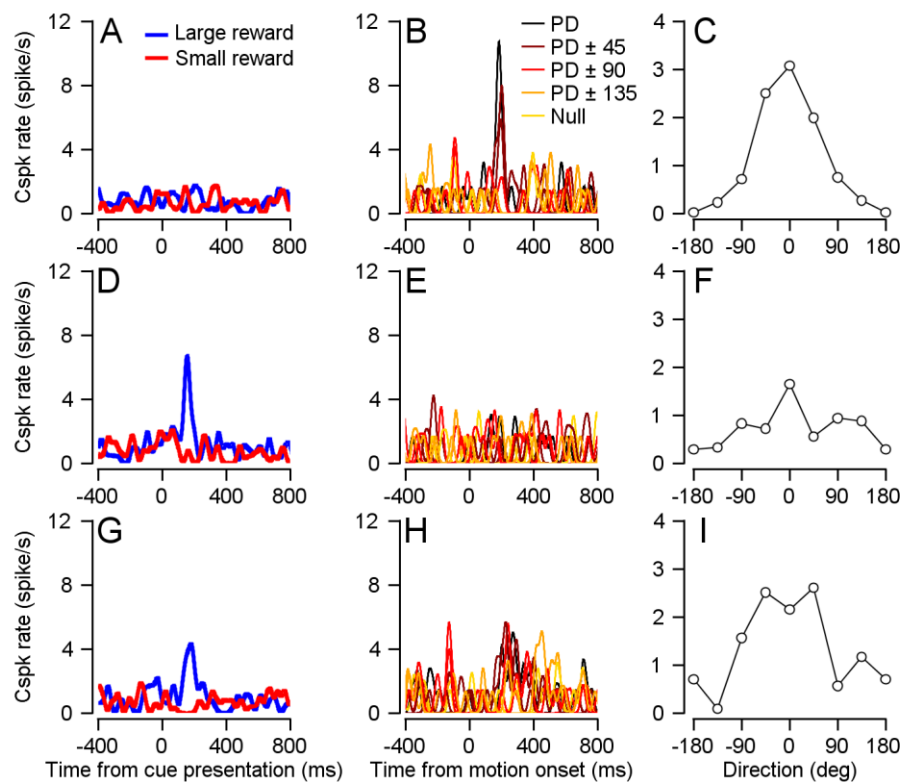 A
Large reward
Small reward
Cspk rate (spike/s)
12
8
4
0
-400 0 400 800
B
PD
PD ± 45
PD ± 90
PD ± 135
Null
12
8
4
0
-400 0 400 800
C
4
3
2
1
0
-180 -90 0 90 180
D
Cspk rate (spike/s)
12
8
4
0
-400 0 400 800
E
12
8
4
0
-400 0 400 800
F
4
3
2
1
0
-180 -90 0 90 180
G
Cspk rate (spike/s)
12
8
4
0
-400 0 400 800
Time from cue presentation (ms)
H
12
8
4
0
-400 0 400 800
Time from motion onset (ms)
I
4
3
2
1
0
-180 -90 0 90 180
Direction (deg)